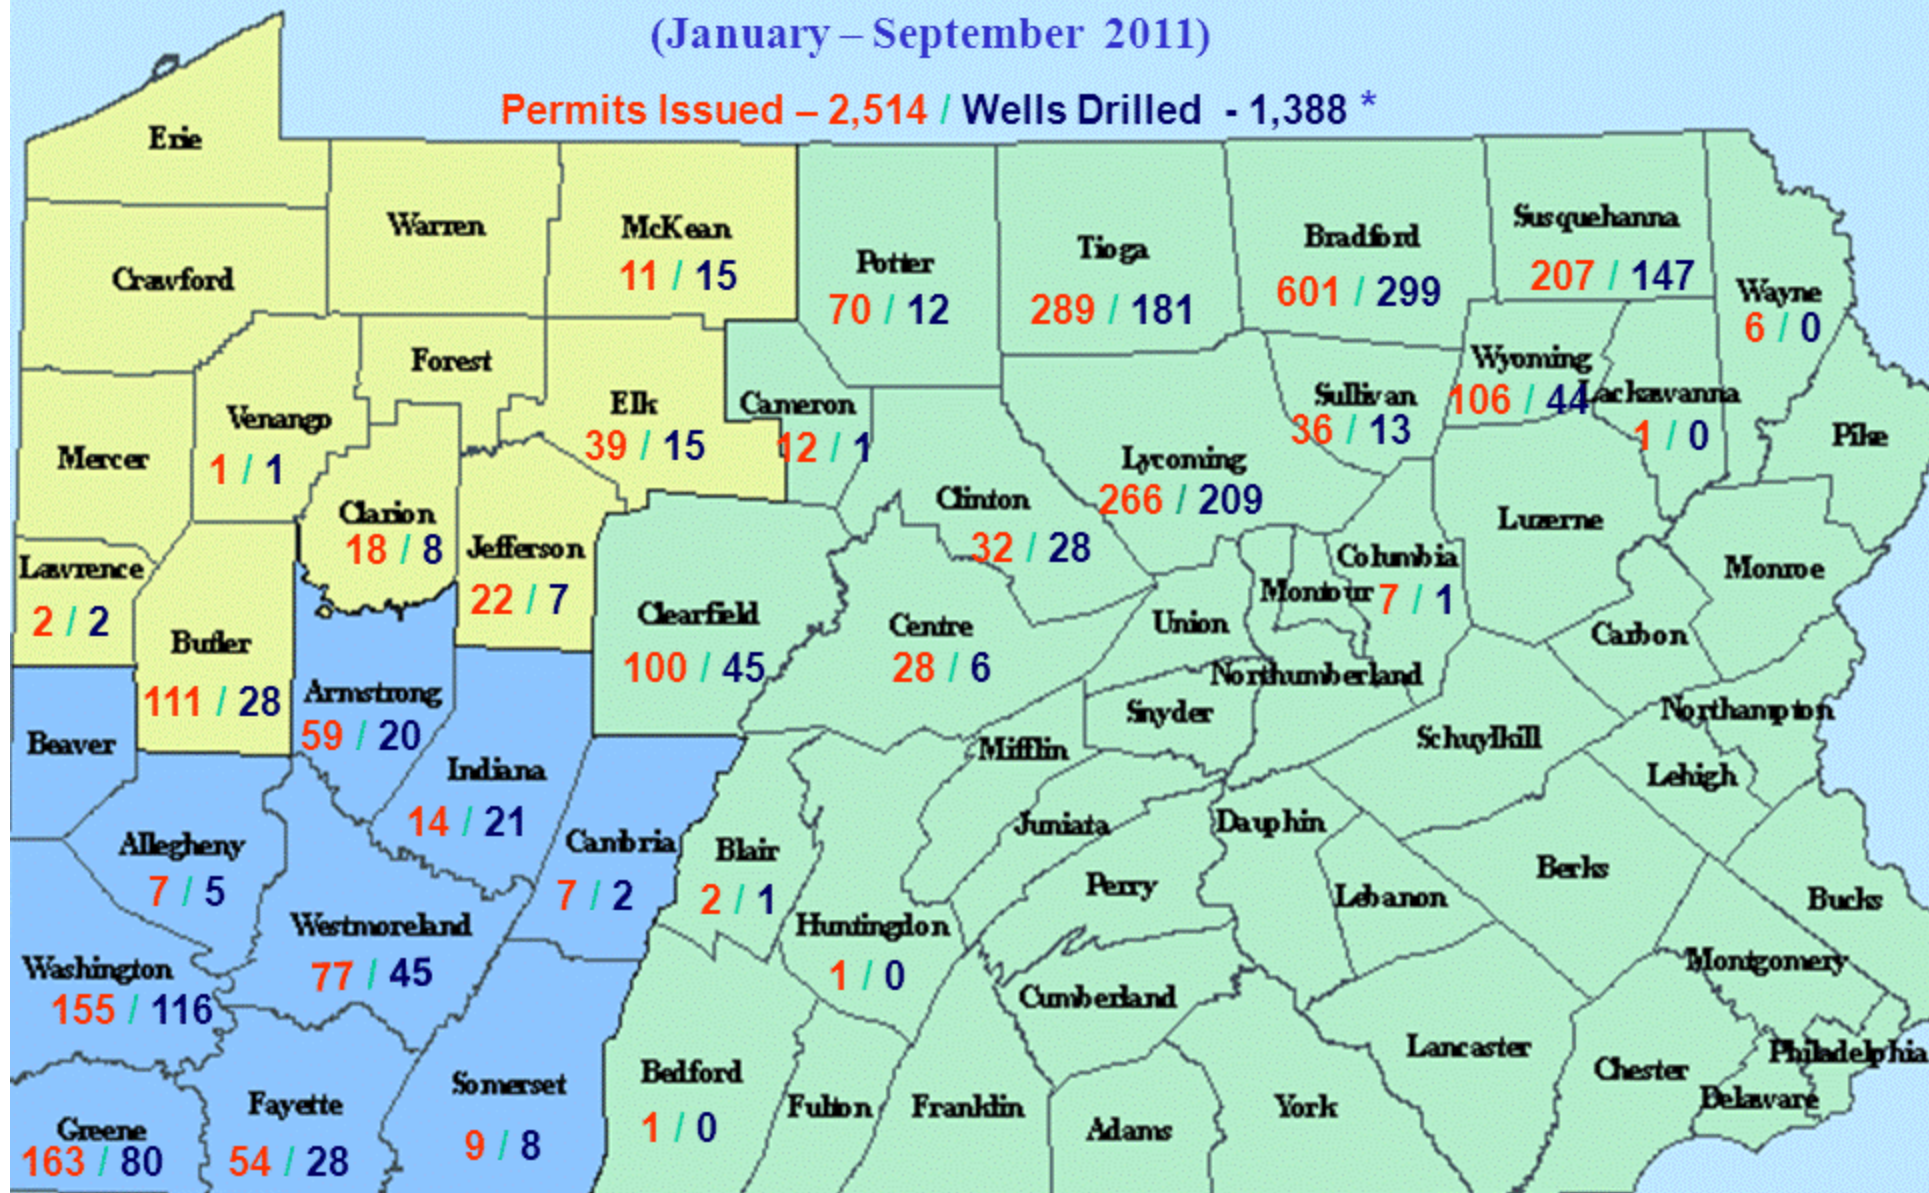 (January – September 2011)
Permits Issued – 2,514 / Wells Drilled - 1,388 *
Erie
Warren
McKean
11 / 15
Crawford
Potter
70 / 12
Tioga
289 / 181
Bradford
601 / 299
Susquehanna
207 / 147
Wayne
6 / 0
Forest
Venango
1 / 1
Elk
39 / 15
Cameron
12 / 1
Sullivan
36 / 13
Wyoming
106 / 44
Lackawanna
1 / 0
Pike
Mercer
Lycoming
266 / 209
Clinton
32 / 28
Clarion
18 / 8
Jefferson
22 / 7
Luzerne
Columbia
7 / 1
Montour
Monroe
Lawrence
2 / 2
Butler
111 / 28
Clearfield
100 / 45
Centre
28 / 6
Union
Carbon
Northumberland
Armstrong
59 / 20
Snyder
Northampton
Beaver
Schuylkill
Mifflin
Indiana
14 / 21
Lehigh
Juniata
Dauphin
Allegheny
7 / 5
Cambria
7 / 2
Blair
2 / 1
Perry
Lebanon
Berks
Bucks
Westmoreland
77 / 45
Huntingdon
1 / 0
Washington
155 / 116
Cumberland
Montgomery
Lancaster
Philadelphia
Chester
Delaware
Somerset
9 / 8
Bedford
1 / 0
Fulton
Franklin
Adams
York
Fayette
54 / 28
Greene
163 / 80